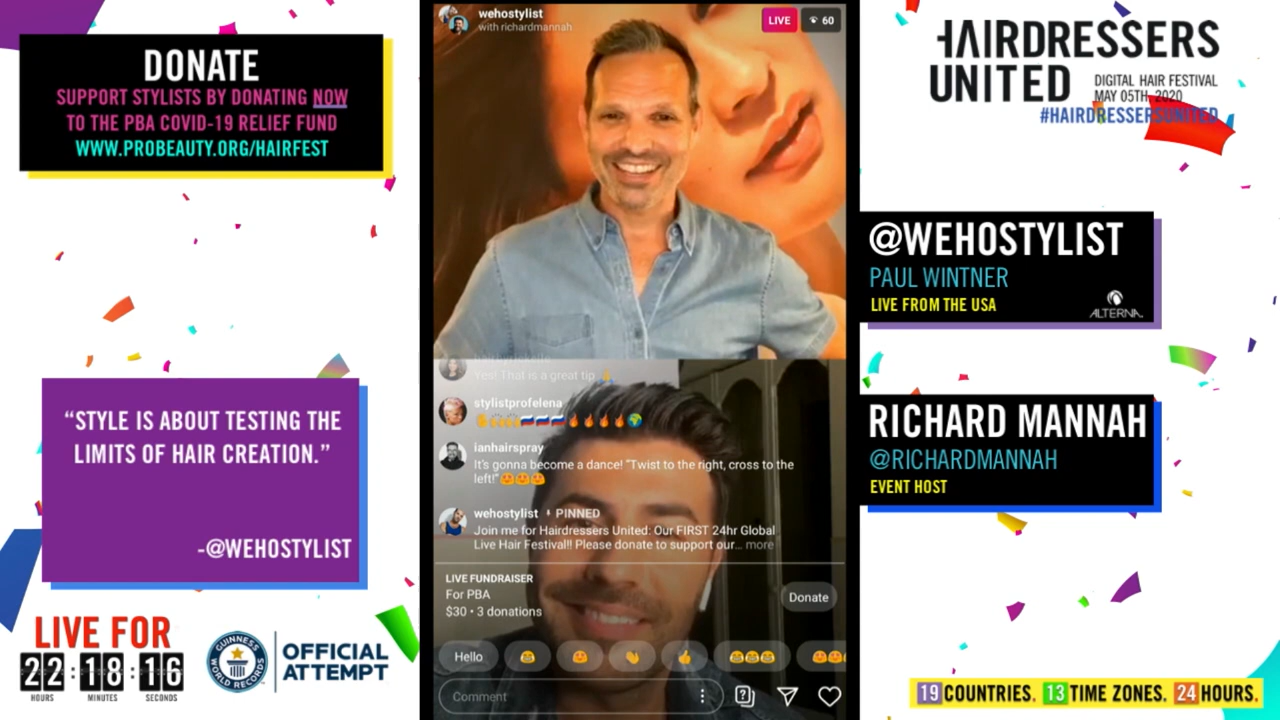 DONATE
SUPPORT STYLISTS BY DONATING NOW
TO THE PBA COVID-19 RELIEF FUND
WWW.PROBEAUTY.ORG/HAIRFEST
“STYLE IS ABOUT TESTING THE
LIMITS OF HAIR CREATION.”
-@WEHOSTYLIST
LIVE FOR
22:18:16
HOURS MINUTES SECONDS
GUINNESS WORLD RECORDS
OFFICIAL
ATTEMPT
wehostylist
with richardmannah
LIVE 60
Yes! That is a great tip
stylistprofelena
ianhairspray
It's gonna become a dance! “Twist to the right, cross to the
left!”
wehostylist PINNED
Join me for Hairdressers United: Our FIRST 24hr Global
Live Hair Festival!! Please donate to support our... more
LIVE FUNDRAISER
For PBA
$30 • 3 donations
Donate
Hello
Comment
HAIRDRESSERS
UNITED
DIGITAL HAIR FESTIVAL
MAY 05TH, 2020
#HAIRDRESSERSUNITED
@WEHOSTYLIST
PAUL WINTNER
LIVE FROM THE USA
ALTERNA
RICHARD MANNAH
@RICHARDMANNAH
EVENT HOST
19 COUNTRIES. 13 TIME ZONES. 24 HOURS.